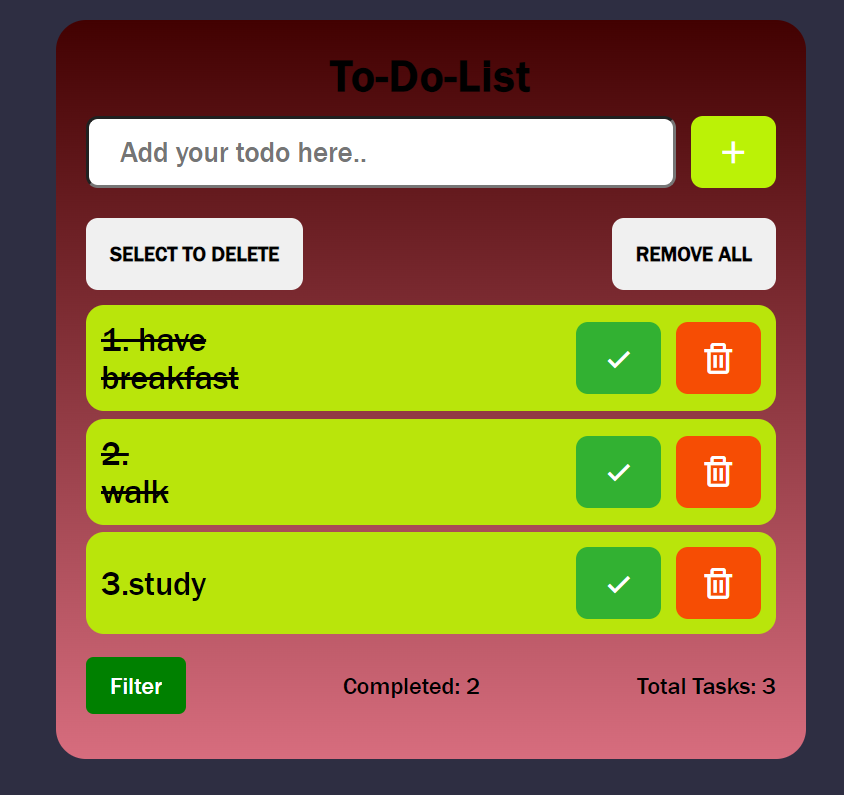 To-Do-List
Add your todo here..
+
SELECT TO DELETE
REMOVE ALL
1. have
breakfast
2.
walk
3.study
Filter
Completed: 2
Total Tasks: 3